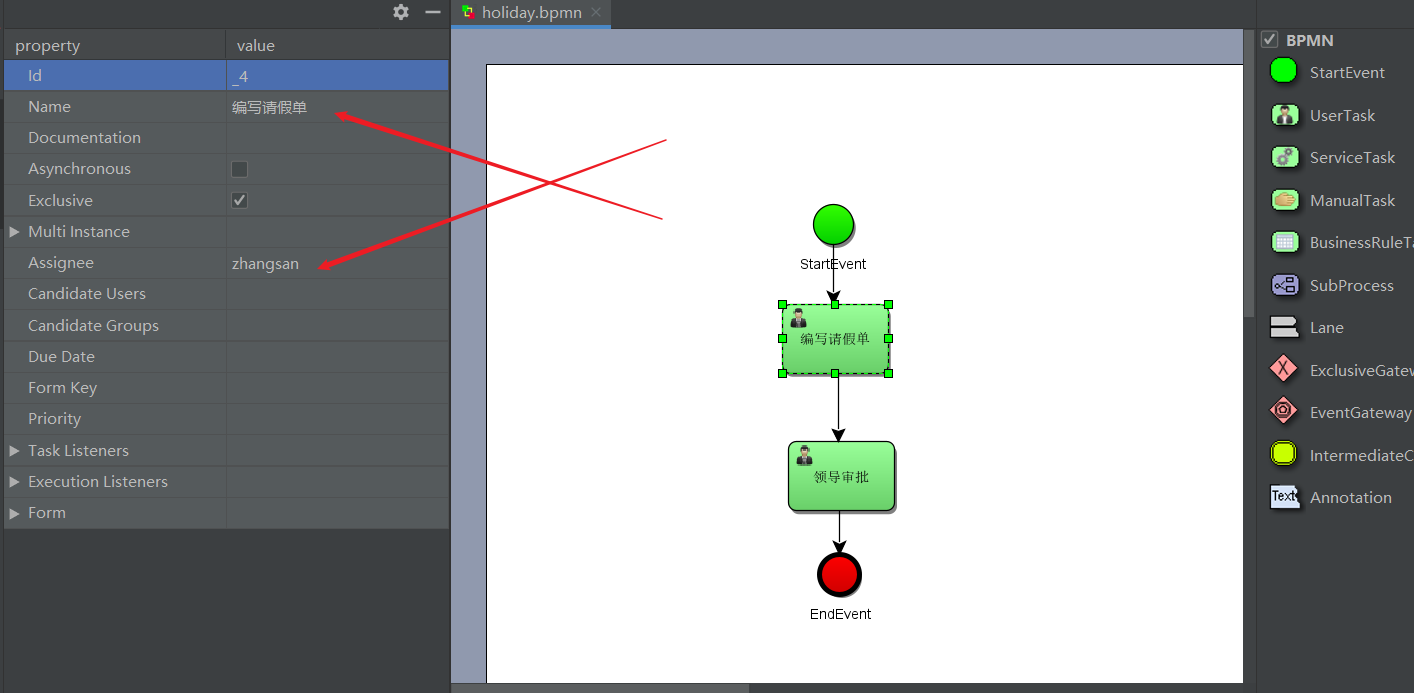 holiday.bpmn
property value
Id _4
Name 编写请假单
Documentation
Asynchronous
Exclusive
Multi Instance
Assignee zhangsan
Candidate Users
Candidate Groups
Due Date
Form Key
Priority
Task Listeners
Execution Listeners
Form
StartEvent
编写请假单
领导审批
EndEvent
BPMN
StartEvent
UserTask
ServiceTask
ManualTask
BusinessRuleTa
SubProcess
Lane
X ExclusiveGatew
EventGateway
IntermediateC
Text Annotation